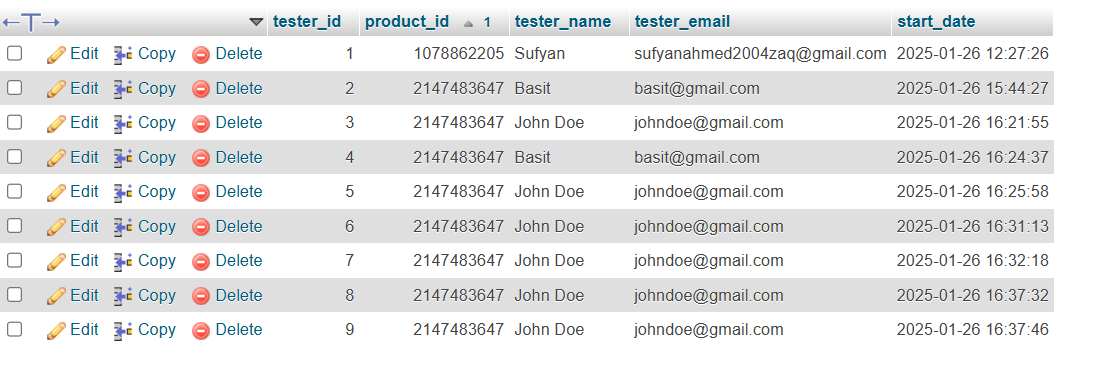 ←T→ tester_id product_id 1 tester_name tester_email start_date
Edit Copy Delete 1 1078862205 Sufyan sufyanahmed2004zaq@gmail.com 2025-01-26 12:27:26
Edit Copy Delete 2 2147483647 Basit basit@gmail.com 2025-01-26 15:44:27
Edit Copy Delete 3 2147483647 John Doe johndoe@gmail.com 2025-01-26 16:21:55
Edit Copy Delete 4 2147483647 Basit basit@gmail.com 2025-01-26 16:24:37
Edit Copy Delete 5 2147483647 John Doe johndoe@gmail.com 2025-01-26 16:25:58
Edit Copy Delete 6 2147483647 John Doe johndoe@gmail.com 2025-01-26 16:31:13
Edit Copy Delete 7 2147483647 John Doe johndoe@gmail.com 2025-01-26 16:32:18
Edit Copy Delete 8 2147483647 John Doe johndoe@gmail.com 2025-01-26 16:37:32
Edit Copy Delete 9 2147483647 John Doe johndoe@gmail.com 2025-01-26 16:37:46